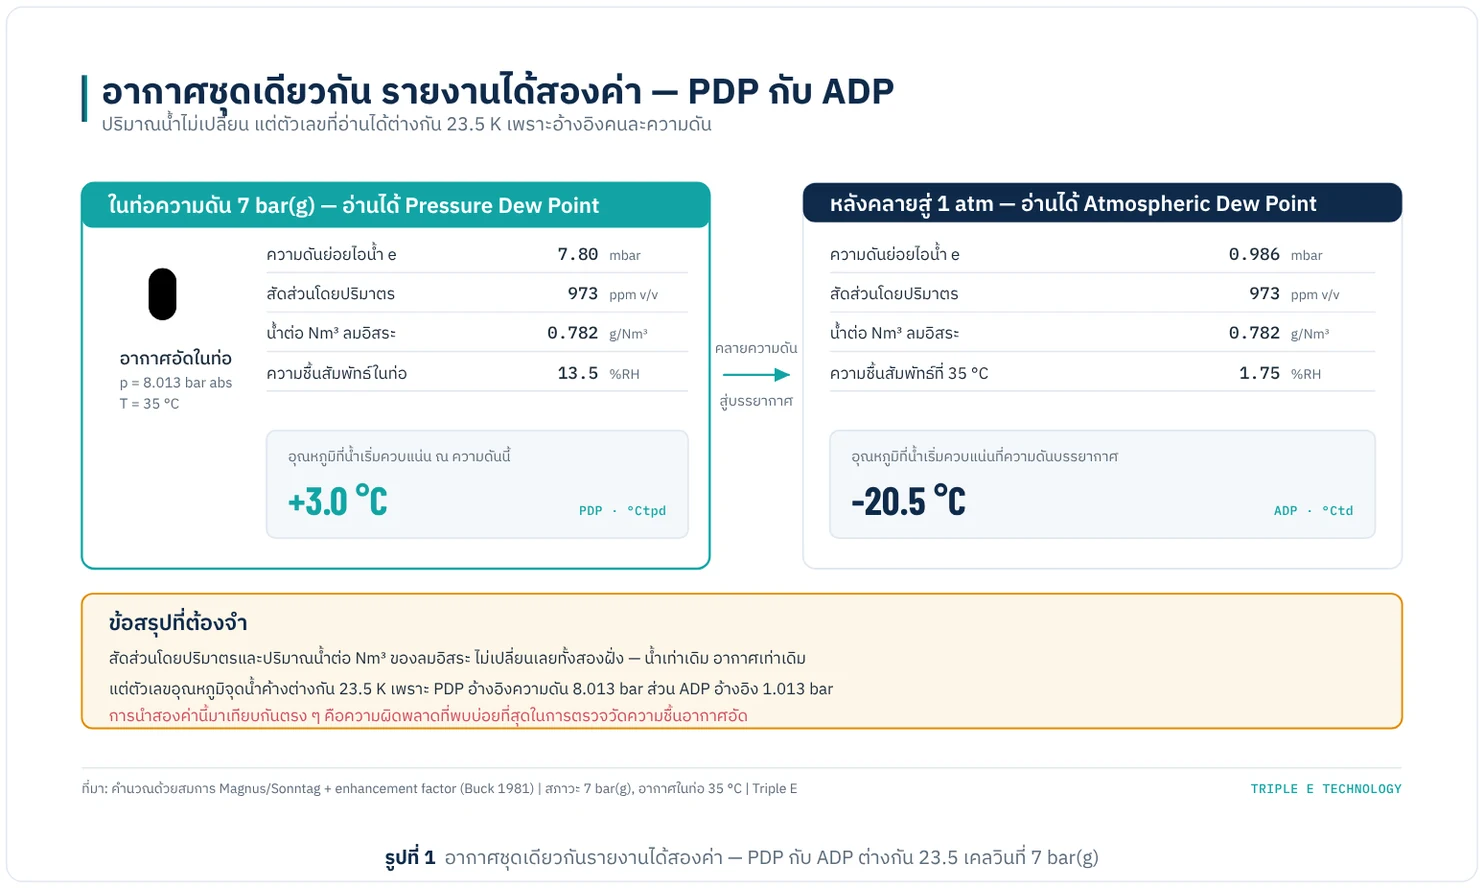 อากาศชุดเดียวกัน รายงานได้สองค่า — PDP กับ ADP
ปริมาณน้ำไม่เปลี่ยน แต่ตัวเลขที่อ่านได้ต่างกัน 23.5 K เพราะอ้างอิงคนละความดัน
ในท่อความดัน 7 bar(g) — อ่านได้ Pressure Dew Point
อากาศอัดในท่อ
p = 8.013 bar abs
T = 35 °C
ความดันย่อยไอน้ำ e 7.80 mbar
สัดส่วนโดยปริมาตร 973 ppm v/v
น้ำต่อ Nm³ ลมอิสระ 0.782 g/Nm³
ความชื้นสัมพัทธ์ในท่อ 13.5 %RH
อุณหภูมิที่น้ำเริ่มควบแน่น ณ ความดันนี้
+3.0 °C PDP · °Ctpd
คลายความดัน
สู่บรรยากาศ
หลังคลายสู่ 1 atm — อ่านได้ Atmospheric Dew Point
ความดันย่อยไอน้ำ e 0.986 mbar
สัดส่วนโดยปริมาตร 973 ppm v/v
น้ำต่อ Nm³ ลมอิสระ 0.782 g/Nm³
ความชื้นสัมพัทธ์ที่ 35 °C 1.75 %RH
อุณหภูมิที่น้ำเริ่มควบแน่นที่ความดันบรรยากาศ
-20.5 °C ADP · °Ctd
ข้อสรุปที่ต้องจำ
สัดส่วนโดยปริมาตรและปริมาณน้ำต่อ Nm³ ของลมอิสระ ไม่เปลี่ยนเลยทั้งสองฝั่ง — น้ำเท่าเดิม อากาศเท่าเดิม
แต่ตัวเลขอุณหภูมิจุดน้ำค้างต่างกัน 23.5 K เพราะ PDP อ้างอิงความดัน 8.013 bar ส่วน ADP อ้างอิง 1.013 bar
การนำสองค่านี้มาเทียบกันตรง ๆ คือความผิดพลาดที่พบบ่อยที่สุดในการตรวจวัดความชื้นอากาศอัด
ที่มา: คำนวณด้วยสมการ Magnus/Sonntag + enhancement factor (Buck 1981) | สภาวะ 7 bar(g), อากาศในท่อ 35 °C | Triple E
TRIPLE E TECHNOLOGY
รูปที่ 1 อากาศชุดเดียวกันรายงานได้สองค่า — PDP กับ ADP ต่างกัน 23.5 เคลวินที่ 7 bar(g)